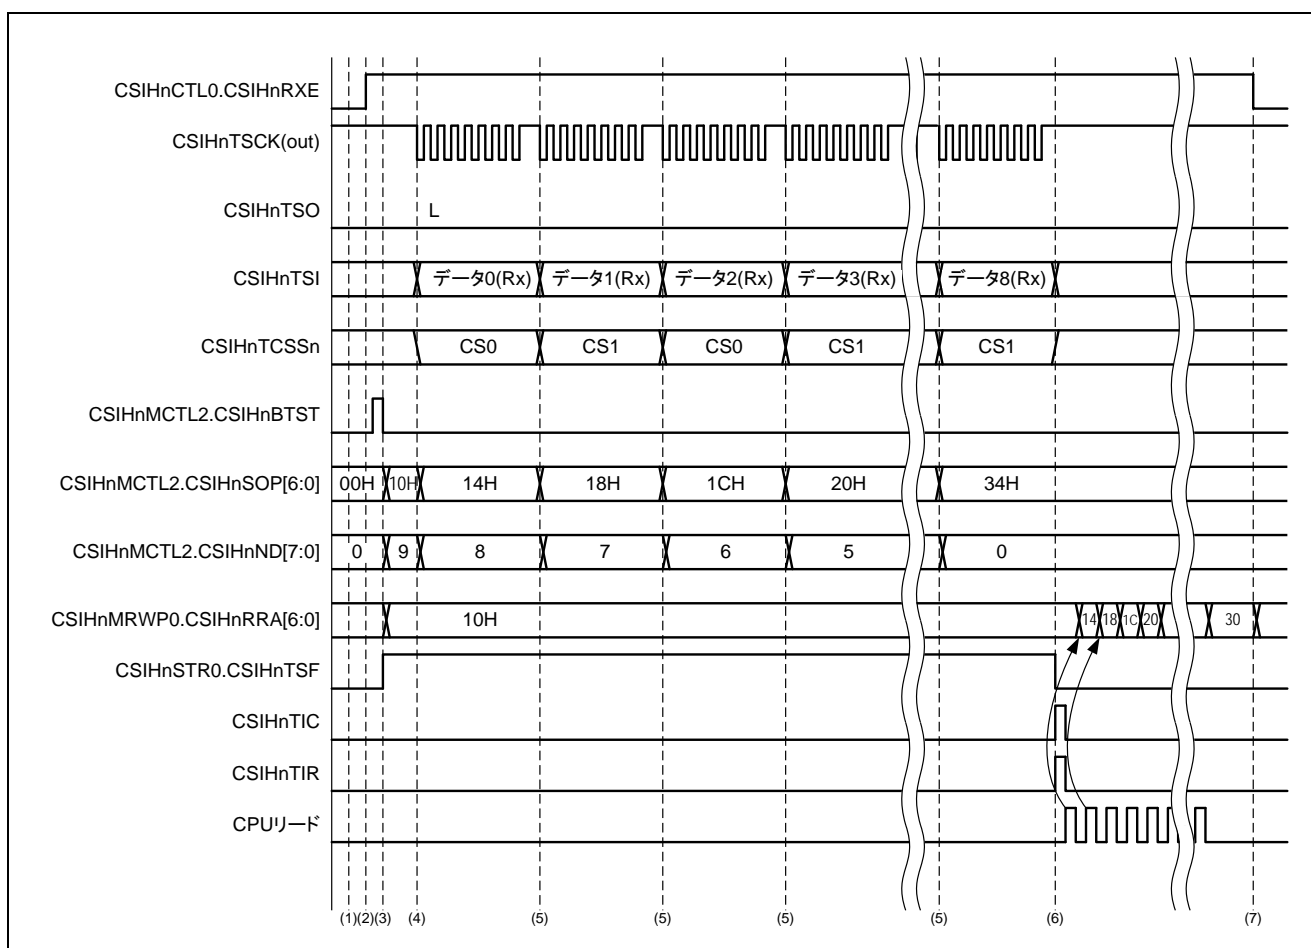 CSIHnCTL0.CSIHnRXE
CSIHnTSCK(out)
CSIHnTSO
L
CSIHnTSI
データ0(Rx) データ1(Rx) データ2(Rx) データ3(Rx) データ8(Rx)
CSIHnTCSSn
CS0 CS1 CS0 CS1 CS1
CSIHnMCTL2.CSIHnBTST
CSIHnMCTL2.CSIHnSOP[6:0]
00H 10H 14H 18H 1CH 20H 34H
CSIHnMCTL2.CSIHnND[7:0]
0 9 8 7 6 5 0
CSIHnMRWP0.CSIHnRRA[6:0]
10H 14 18 1C 20 30
CSIHnSTR0.CSIHnTSF
CSIHnTIC
CSIHnTIR
CPUリード
(1) (2) (3) (4) (5) (5) (5) (5) (6) (7)